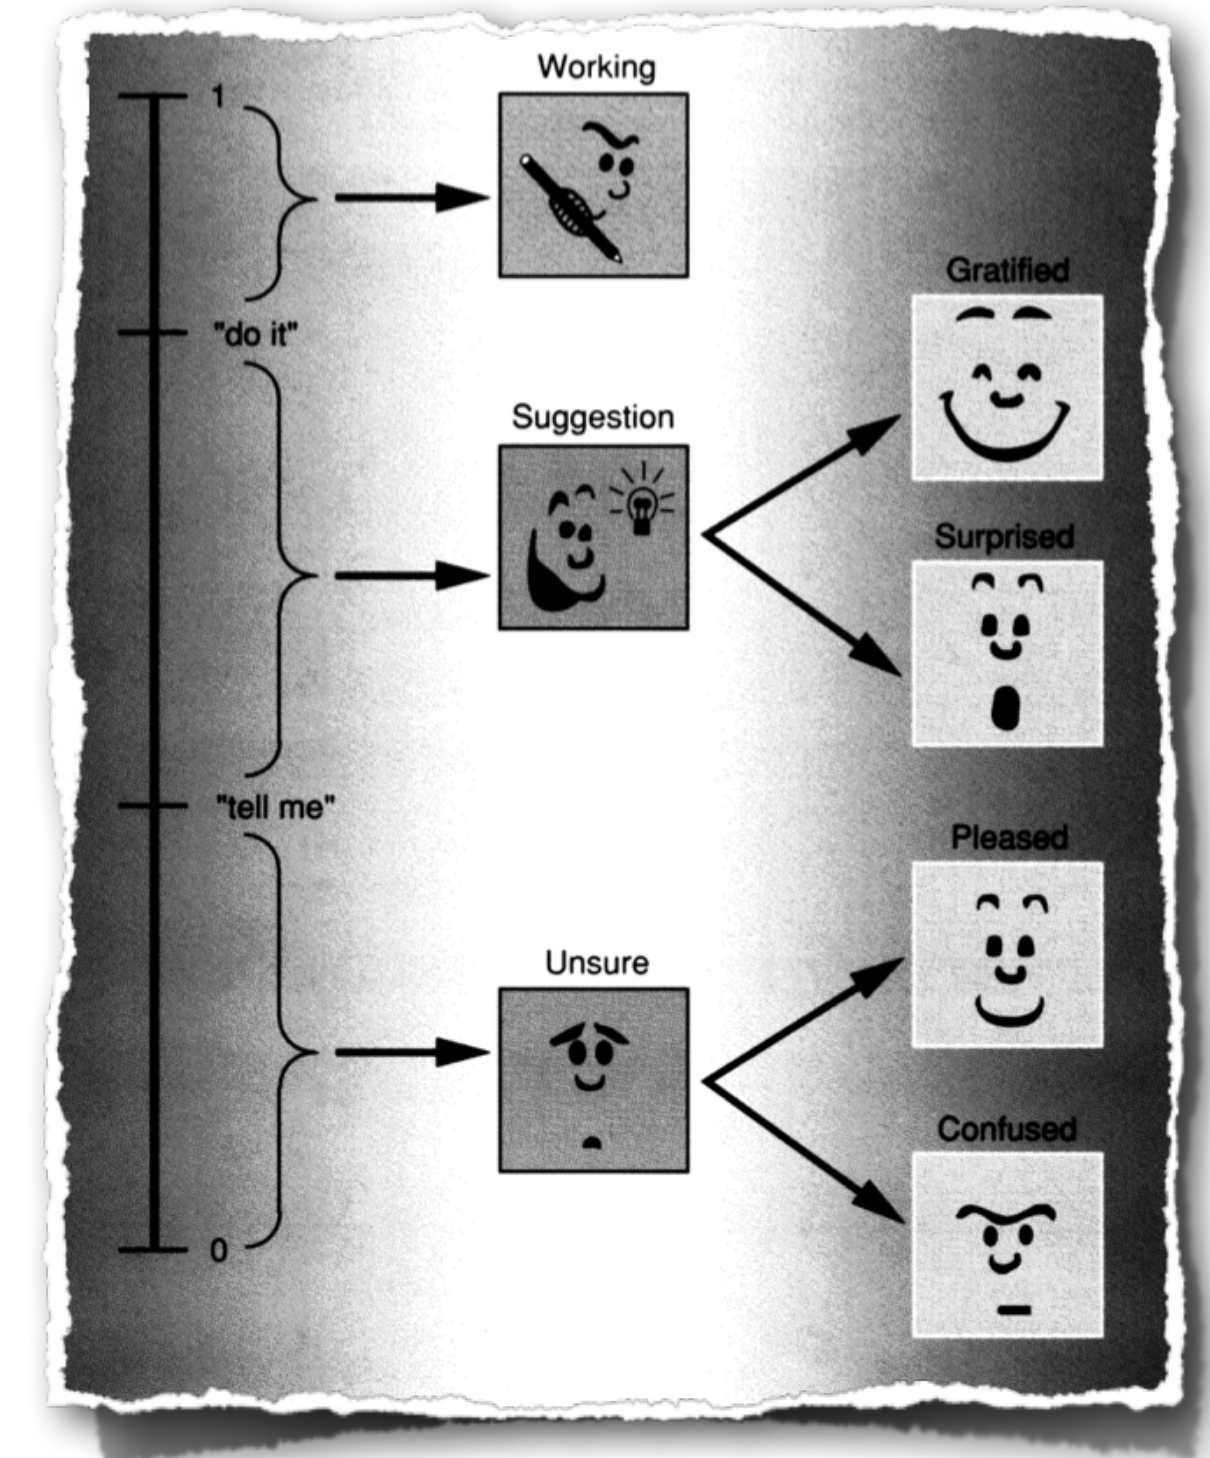 Working
1
Gratified
"do it"
Suggestion
Surprised
"tell me"
Pleased
Unsure
Confused
0